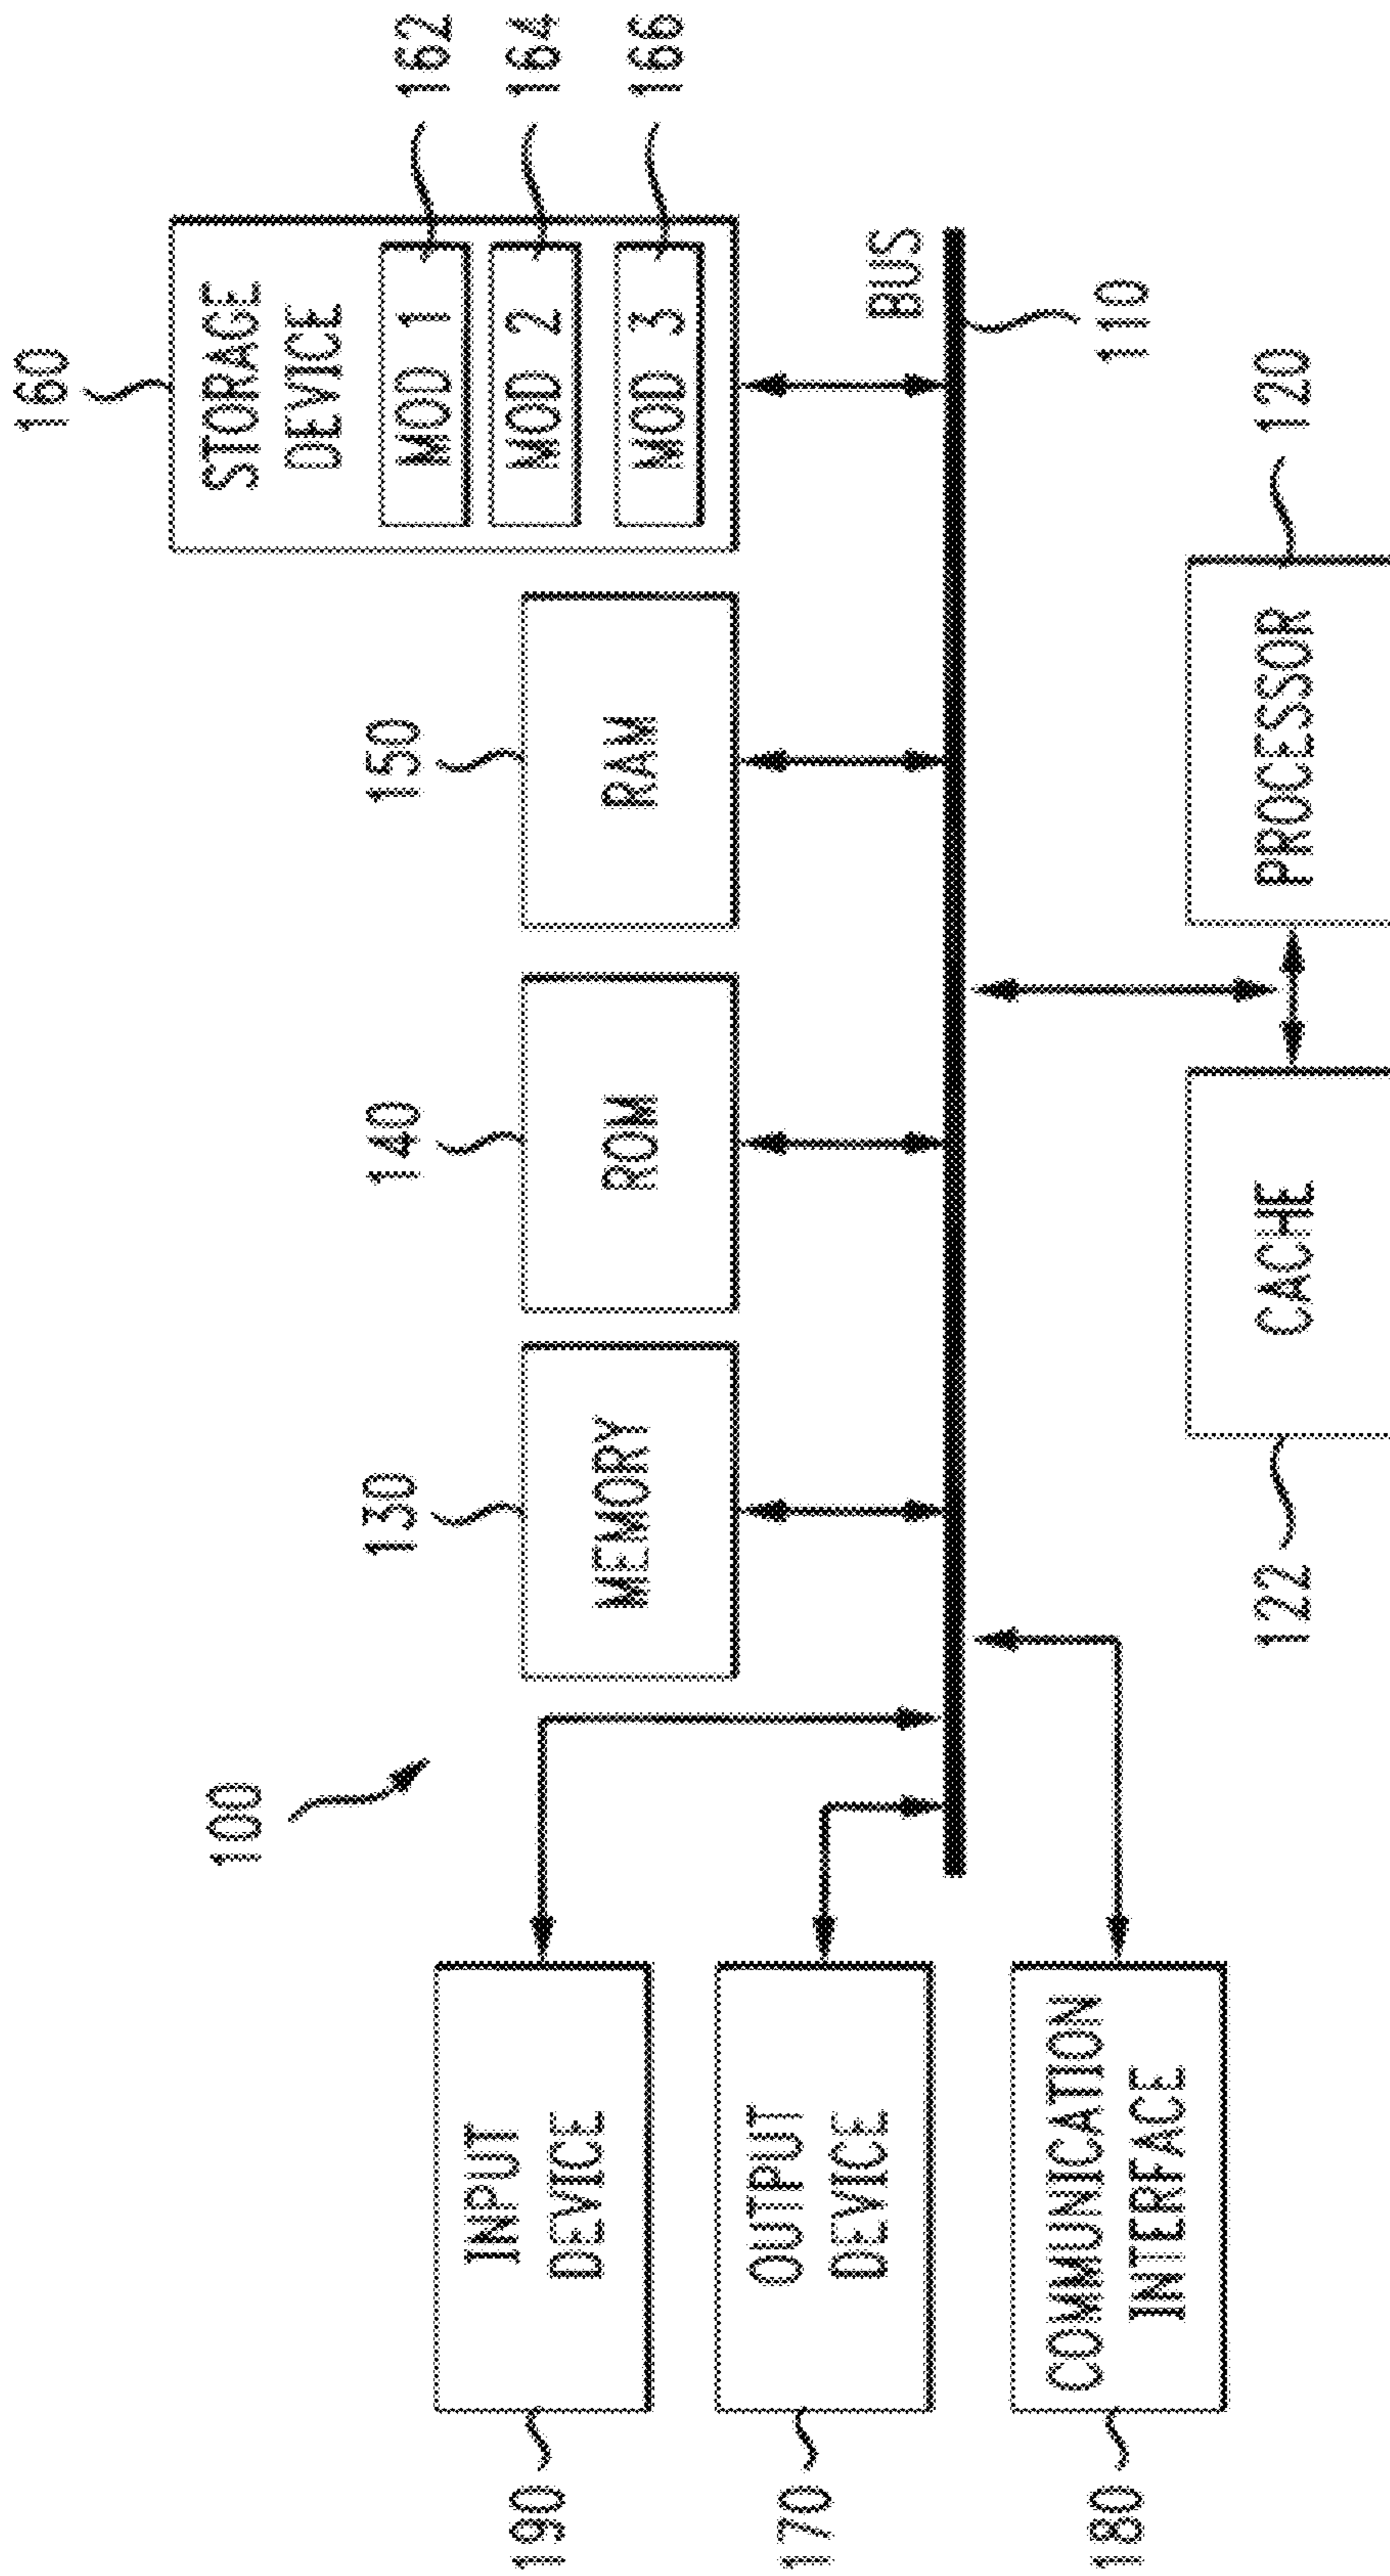 160
STORAGE
DEVICE
MOD 1
162
MOD 2
164
MOD 3
166
150
RAM
140
ROM
130
MEMORY
100
190
INPUT
DEVICE
170
OUTPUT
DEVICE
180
COMMUNICATION
INTERFACE
BUS
110
122
CACHE
PROCESSOR
120